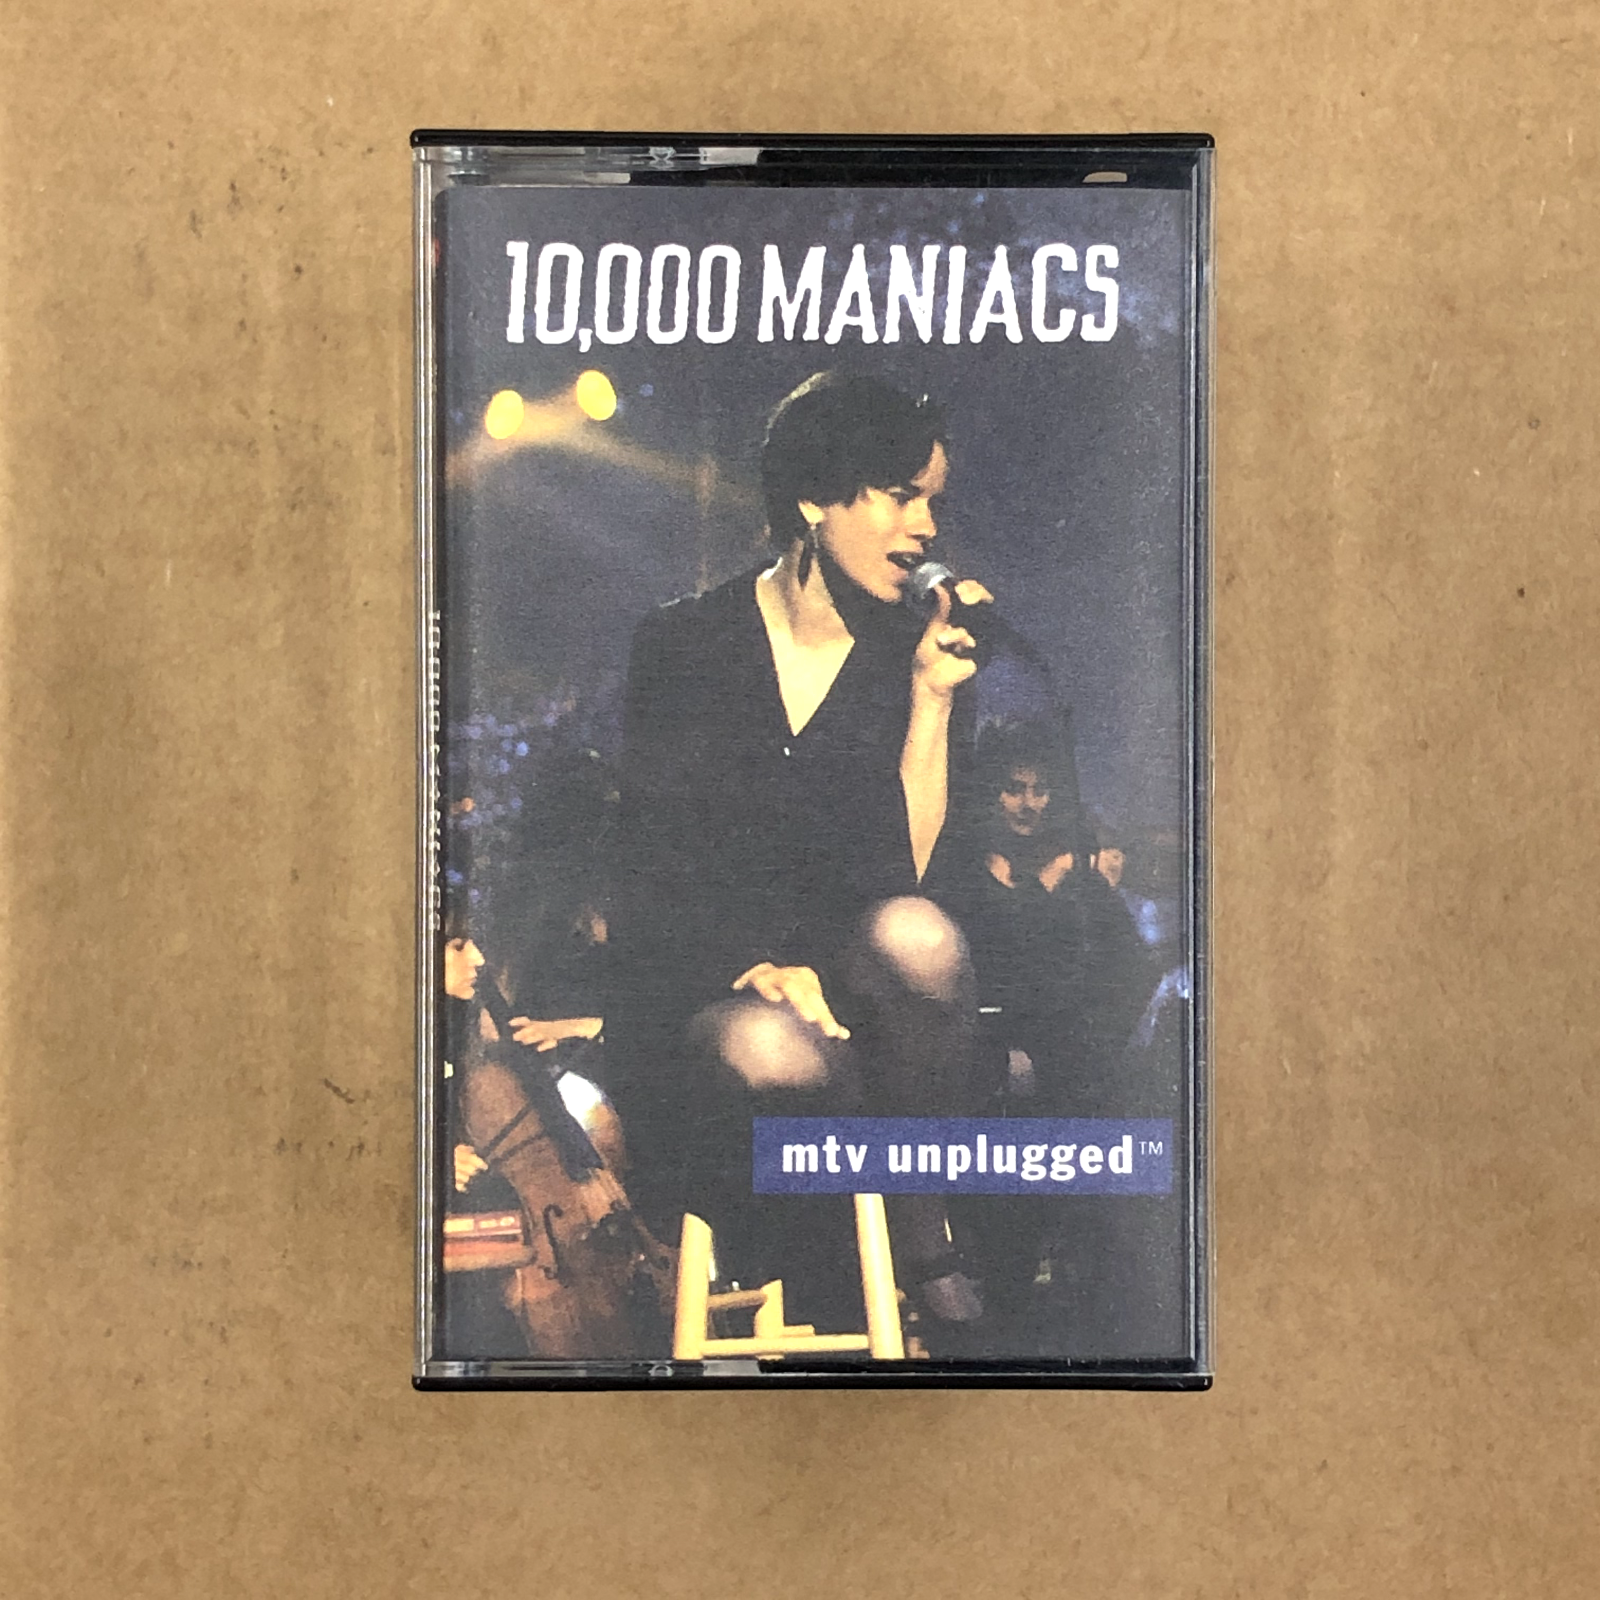 10,000 MANIACS
mtv unplugged™